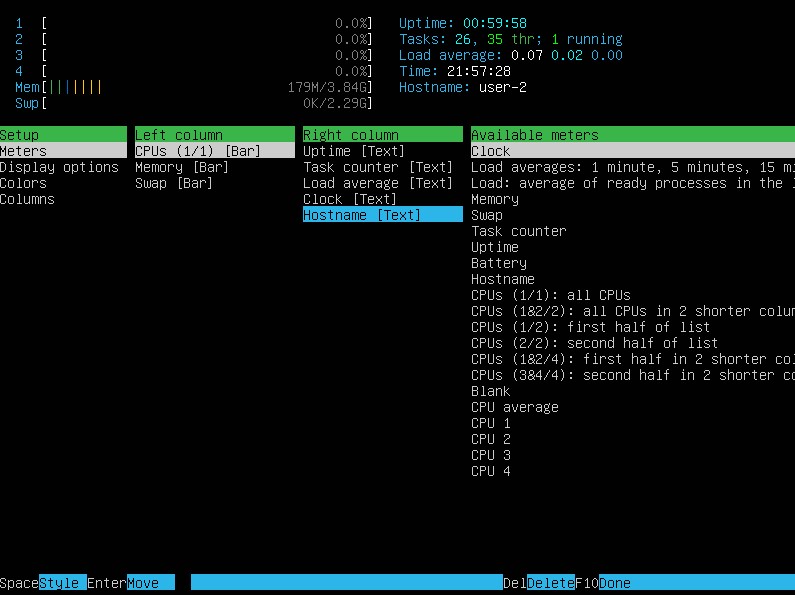 1 [ 0.0%] Uptime: 00:59:58
2 [ 0.0%] Tasks: 26, 35 thr; 1 running
3 [ 0.0%] Load average: 0.07 0.02 0.00
4 [ 0.0%] Time: 21:57:28
Mem[||||||| 179M/3.84G] Hostname: user-2
Swp[ 0K/2.29G]
Setup Left column Right column Available meters
Meters CPUs (1/1) [Bar] Uptime [Text] Clock
Display options Memory [Bar] Task counter [Text] Load averages: 1 minute, 5 minutes, 15 mi
Colors Swap [Bar] Load average [Text] Load: average of ready processes in the l
Columns Clock [Text] Memory
Hostname [Text] Swap
Task counter
Uptime
Battery
Hostname
CPUs (1/1): all CPUs
CPUs (1&2/2): all CPUs in 2 shorter colum
CPUs (1/2): first half of list
CPUs (2/2): second half of list
CPUs (1&2/4): first half in 2 shorter col
CPUs (3&4/4): second half in 2 shorter co
Blank
CPU average
CPU 1
CPU 2
CPU 3
CPU 4
SpaceStyle EnterMove DelDeleteF10Done